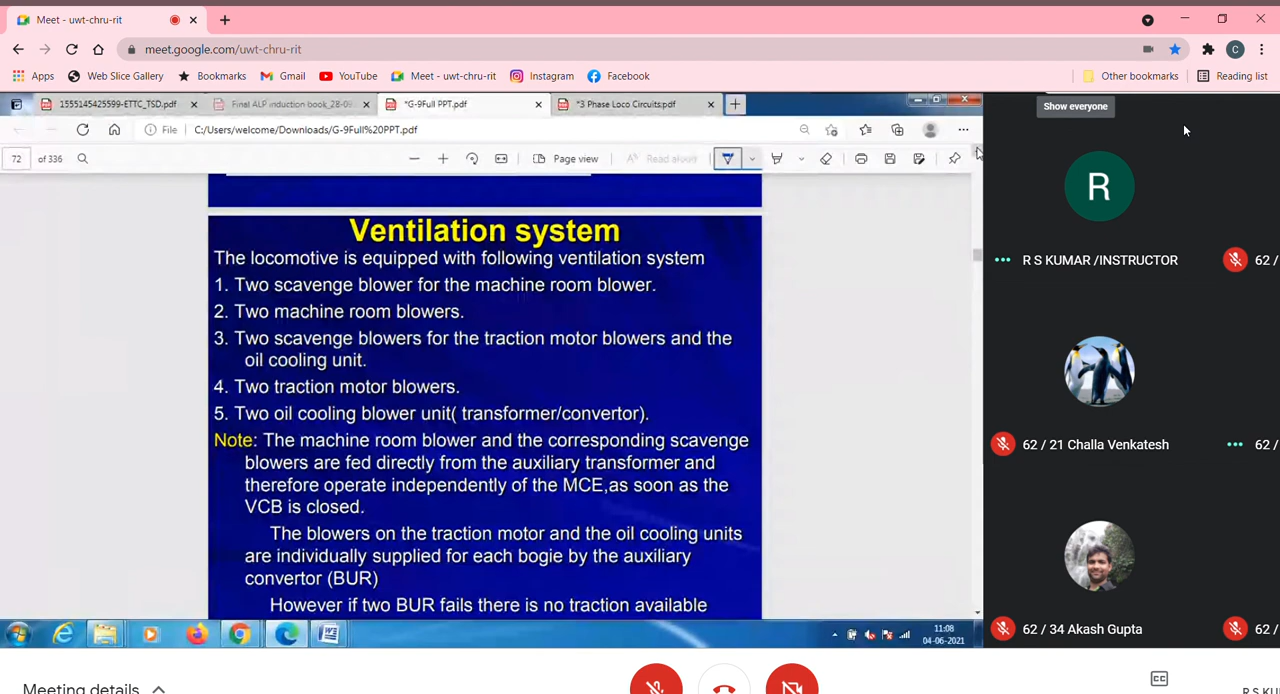 Meet - uwt-chru-rit
meet.google.com/uwt-chru-rit
C
Apps Web Slice Gallery Bookmarks Gmail YouTube Meet - uwt-chru-rit Instagram Facebook Other bookmarks Reading list
1555145425599-ETTC_TSD.pdf Final ALP induction book_28-09 *G-9Full PPT.pdf *3 Phase Loco Circuits.pdf
Show everyone
File C:/Users/welcome/Downloads/G-9Full%20PPT.pdf
72 of 336 Page view Read aloud
R
Ventilation system
The locomotive is equipped with following ventilation system
1. Two scavenge blower for the machine room blower.
2. Two machine room blowers.
3. Two scavenge blowers for the traction motor blowers and the
oil cooling unit.
4. Two traction motor blowers.
5. Two oil cooling blower unit( transformer/convertor).
Note: The machine room blower and the corresponding scavenge
blowers are fed directly from the auxiliary transformer and
therefore operate independently of the MCE,as soon as the
VCB is closed.
The blowers on the traction motor and the oil cooling units
are individually supplied for each bogie by the auxiliary
convertor (BUR)
However if two BUR fails there is no traction available
R S KUMAR /INSTRUCTOR 62 /
62 / 21 Challa Venkatesh 62 /
62 / 34 Akash Gupta 62 /
11:08
04-06-2021
Meeting details
CC
R S KU